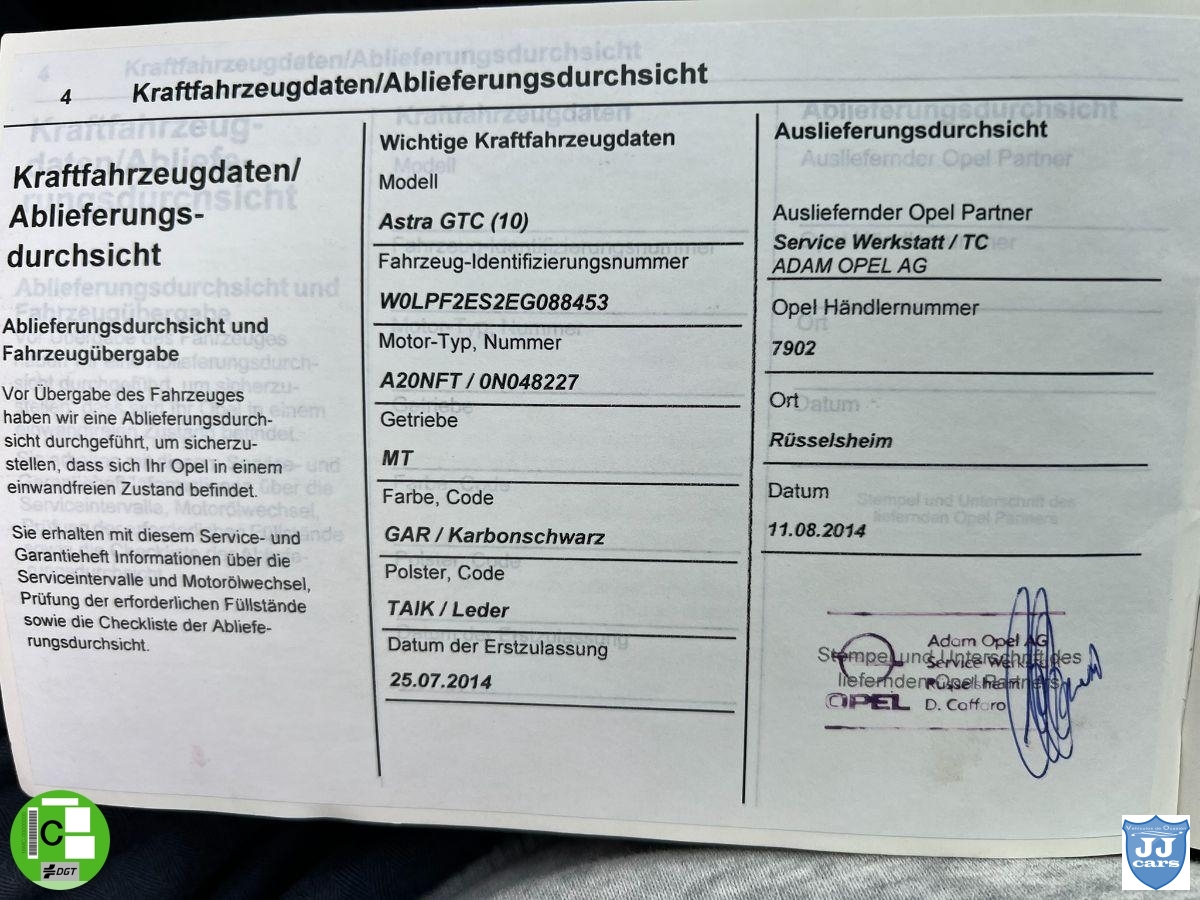 4 Kraftfahrzeugdaten/Ablieferungsdurchsicht
Kraftfahrzeugdaten/
Ablieferungs-
durchsicht
Ablieferungsdurchsicht und
Fahrzeugübergabe
Vor Übergabe des Fahrzeuges
haben wir eine Ablieferungsdurch-
sicht durchgeführt, um sicherzu-
stellen, dass sich Ihr Opel in einem
einwandfreien Zustand befindet.
Sie erhalten mit diesem Service- und
Garantieheft Informationen über die
Serviceintervalle und Motorölwechsel,
Prüfung der erforderlichen Füllstände
sowie die Checkliste der Abliefe-
rungsdurchsicht.
Wichtige Kraftfahrzeugdaten
Modell
Astra GTC (10)
Fahrzeug-Identifizierungsnummer
W0LPF2ES2EG088453
Motor-Typ, Nummer
A20NFT / 0N048227
Getriebe
MT
Farbe, Code
GAR / Karbonschwarz
Polster, Code
TAIK / Leder
Datum der Erstzulassung
25.07.2014
Auslieferungsdurchsicht
Ausliefernder Opel Partner
Service Werkstatt / TC
ADAM OPEL AG
Opel Händlernummer
7902
Ort
Rüsselsheim
Datum
11.08.2014
Stempel und Unterschrift des
liefernden Opel Partners
Adam Opel AG
Rüsselsheim
OPEL D. Caffaro
C
DGT
JJ
cars